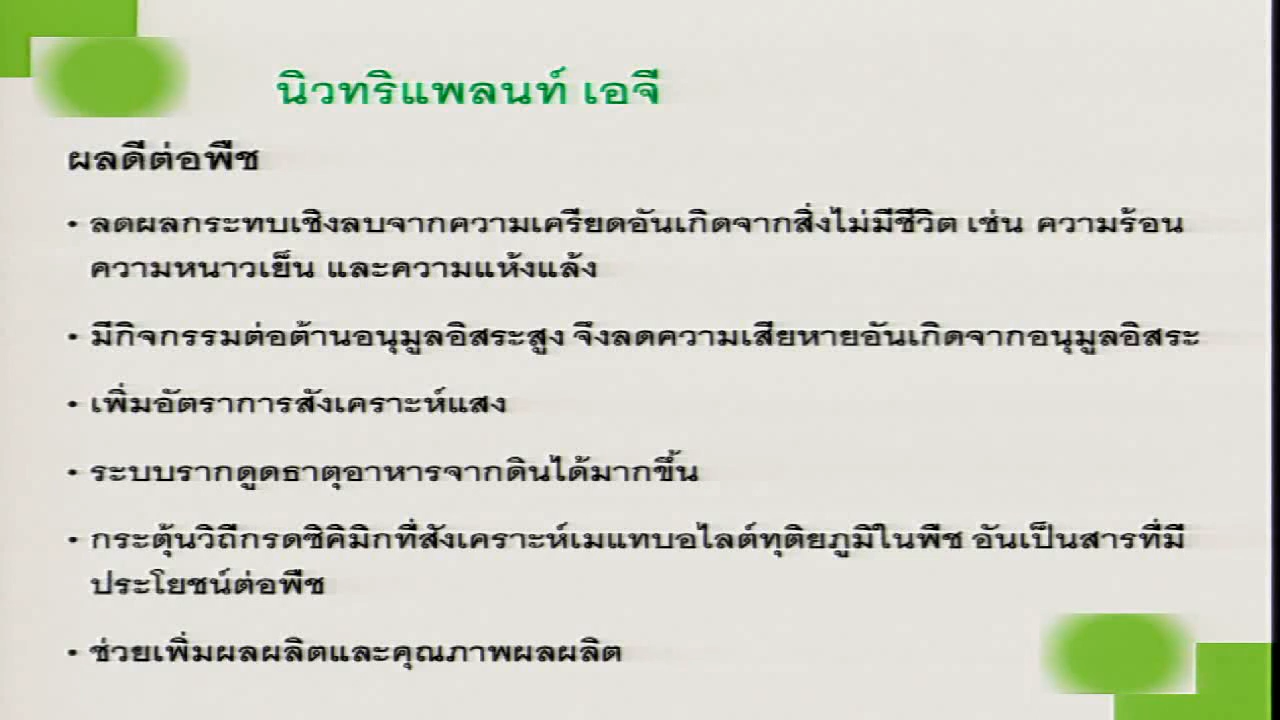 นิวทริแพลนท์ เอจี
ผลดีต่อพืช
• ลดผลกระทบเชิงลบจากความเครียดอันเกิดจากสิ่งไม่มีชีวิต เช่น ความร้อน
ความหนาวเย็น และความแห้งแล้ง
• มีกิจกรรมต่อต้านอนุมูลอิสระสูง จึงลดความเสียหายอันเกิดจากอนุมูลอิสระ
• เพิ่มอัตราการสังเคราะห์แสง
• ระบบรากดูดธาตุอาหารจากดินได้มากขึ้น
• กระตุ้นวิถีกรดชิคิมิกที่สังเคราะห์เมแทบอไลต์ทุติยภูมิในพืช อันเป็นสารที่มี
ประโยชน์ต่อพืช
• ช่วยเพิ่มผลผลิตและคุณภาพผลผลิต